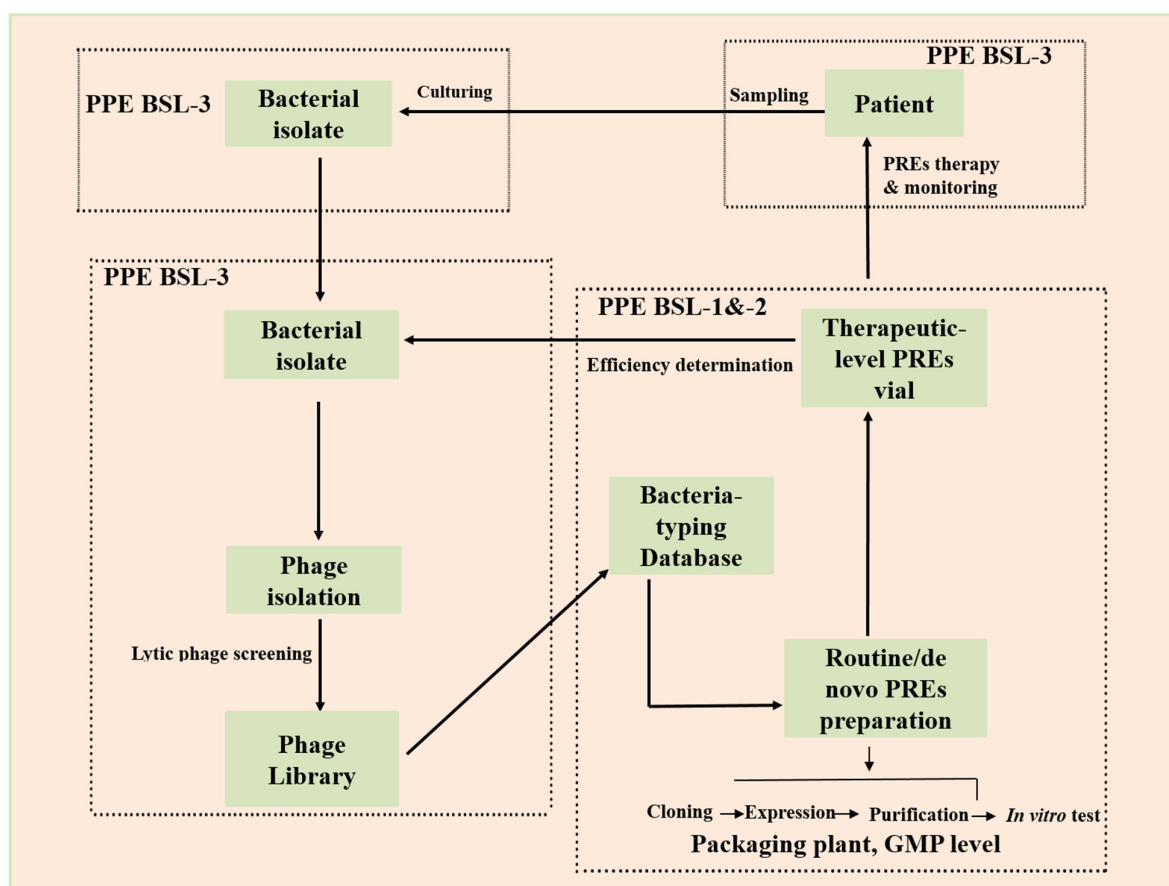 PPE BSL-3
Bacterial
isolate
Culturing
Sampling
PPE BSL-3
Patient
PREs therapy
& monitoring
PPE BSL-3
Bacterial
isolate
Phage
isolation
Lytic phage screening
Phage
Library
PPE BSL-1&-2
Therapeutic-
level PREs
vial
Efficiency determination
Bacteria-
typing
Database
Routine/de
novo PREs
preparation
Cloning Expression Purification In vitro test
Packaging plant, GMP level